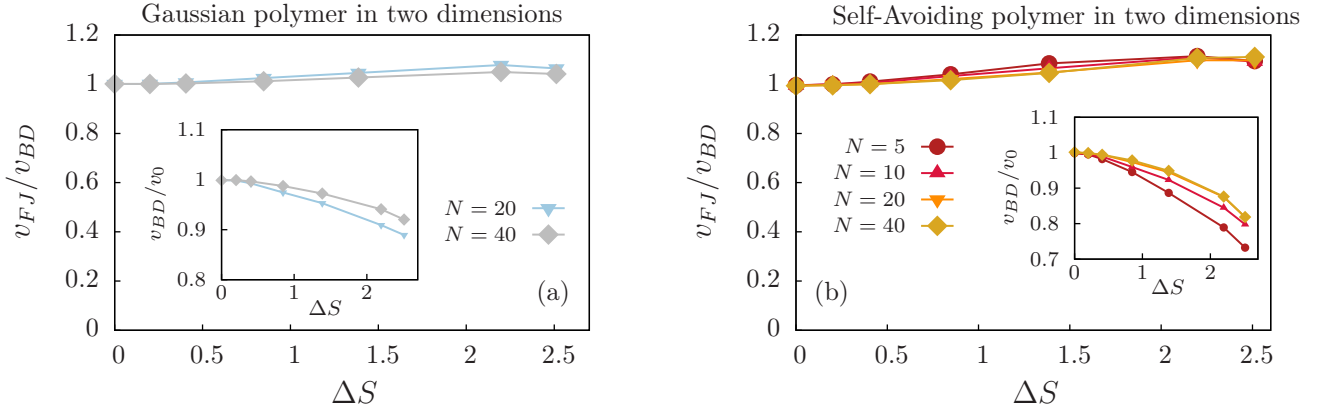 Gaussian polymer in two dimensions
v_{FJ}/v_{BD}
1.2
1
0.8
0.6
0.4
0.2
0
0
0.5
1
1.5
2
2.5
ΔS
v_{BD}/v_0
1.1
1
0.9
0.8
0
1
2
ΔS
N = 20
N = 40
(a)
Self-Avoiding polymer in two dimensions
v_{FJ}/v_{BD}
1.2
1
0.8
0.6
0.4
0.2
0
0
0.5
1
1.5
2
2.5
ΔS
N = 5
N = 10
N = 20
N = 40
v_{BD}/v_0
1.1
1
0.9
0.8
0.7
0
1
2
ΔS
(b)